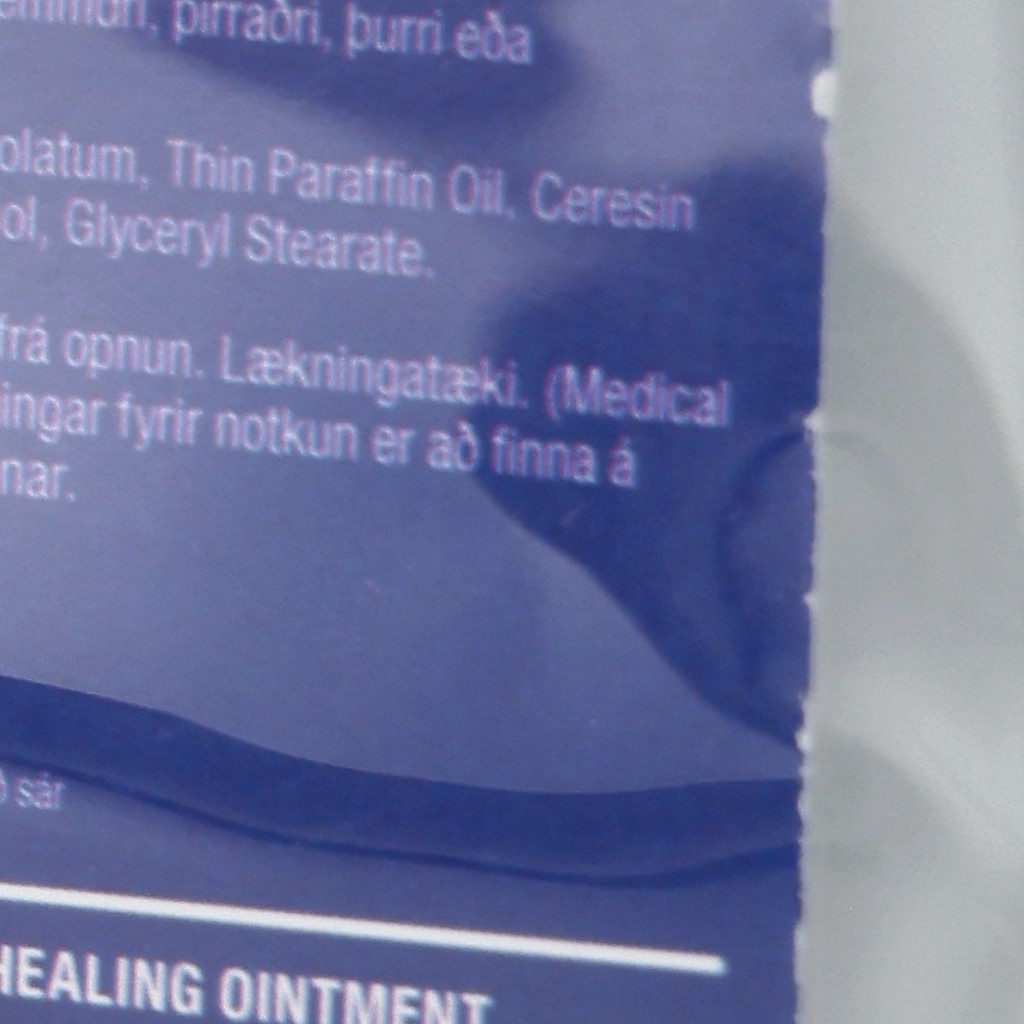 pirraðri, þurri eða
olatum, Thin Paraffin Oil, Ceresin
ol, Glyceryl Stearate.
frá opnun. Lækningatæki. (Medical
ingar fyrir notkun er að finna á
nar.
ð sár
HEALING OINTMENT